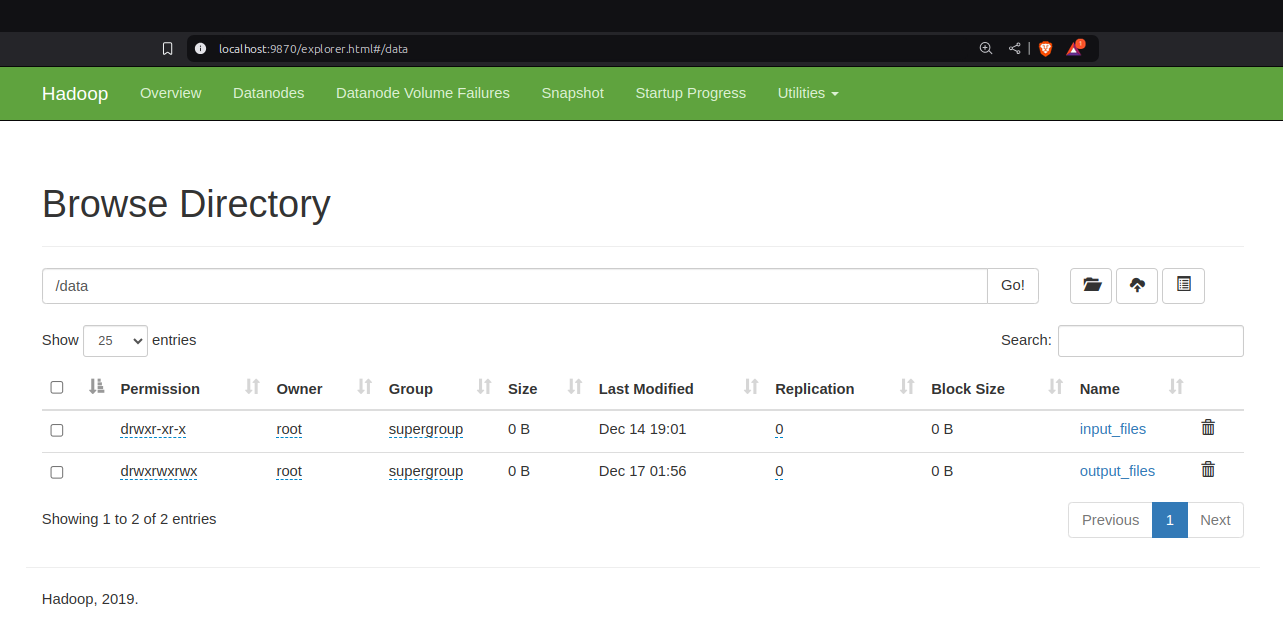 localhost:9870/explorer.html#/data
1
Hadoop Overview Datanodes Datanode Volume Failures Snapshot Startup Progress Utilities
Browse Directory
/data Go!
Show 25 entries Search:
Permission Owner Group Size Last Modified Replication Block Size Name
drwxr-xr-x root supergroup 0 B Dec 14 19:01 0 0 B input_files
drwxrwxrwx root supergroup 0 B Dec 17 01:56 0 0 B output_files
Showing 1 to 2 of 2 entries Previous 1 Next
Hadoop, 2019.